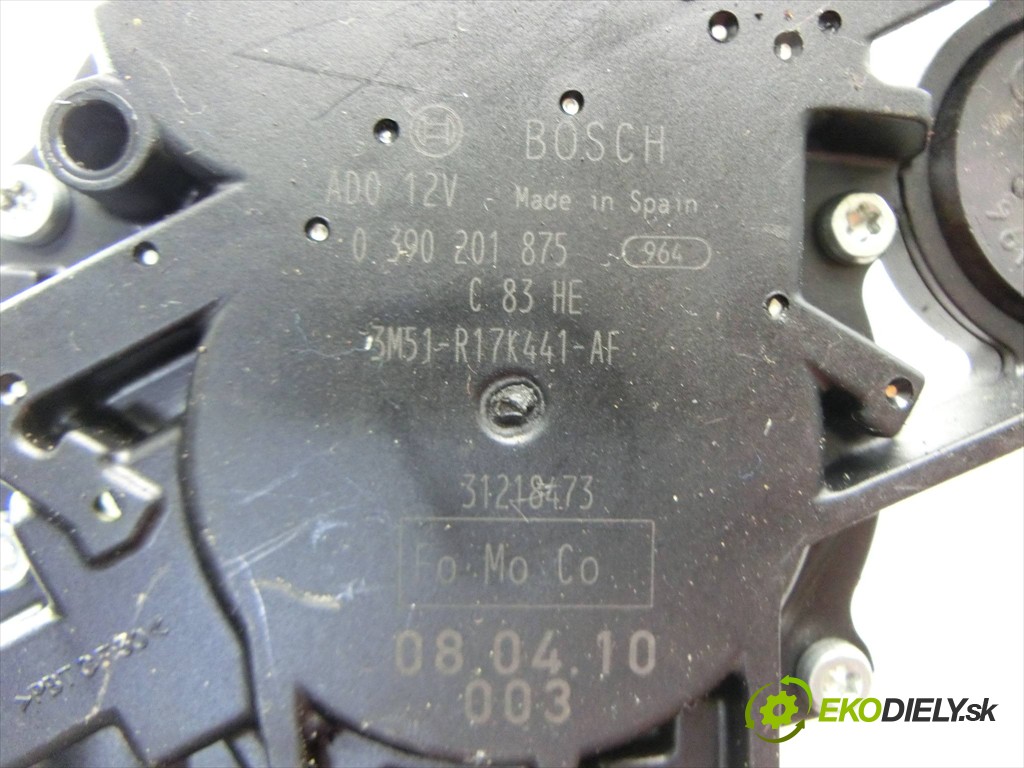 BOSCH
AD0 12V Made in Spain
0 390 201 875 964
C 83 HE
3M51-R17K441-AF
31218473
Fo Mo Co
08.04.10
003
EKODIELY.sk